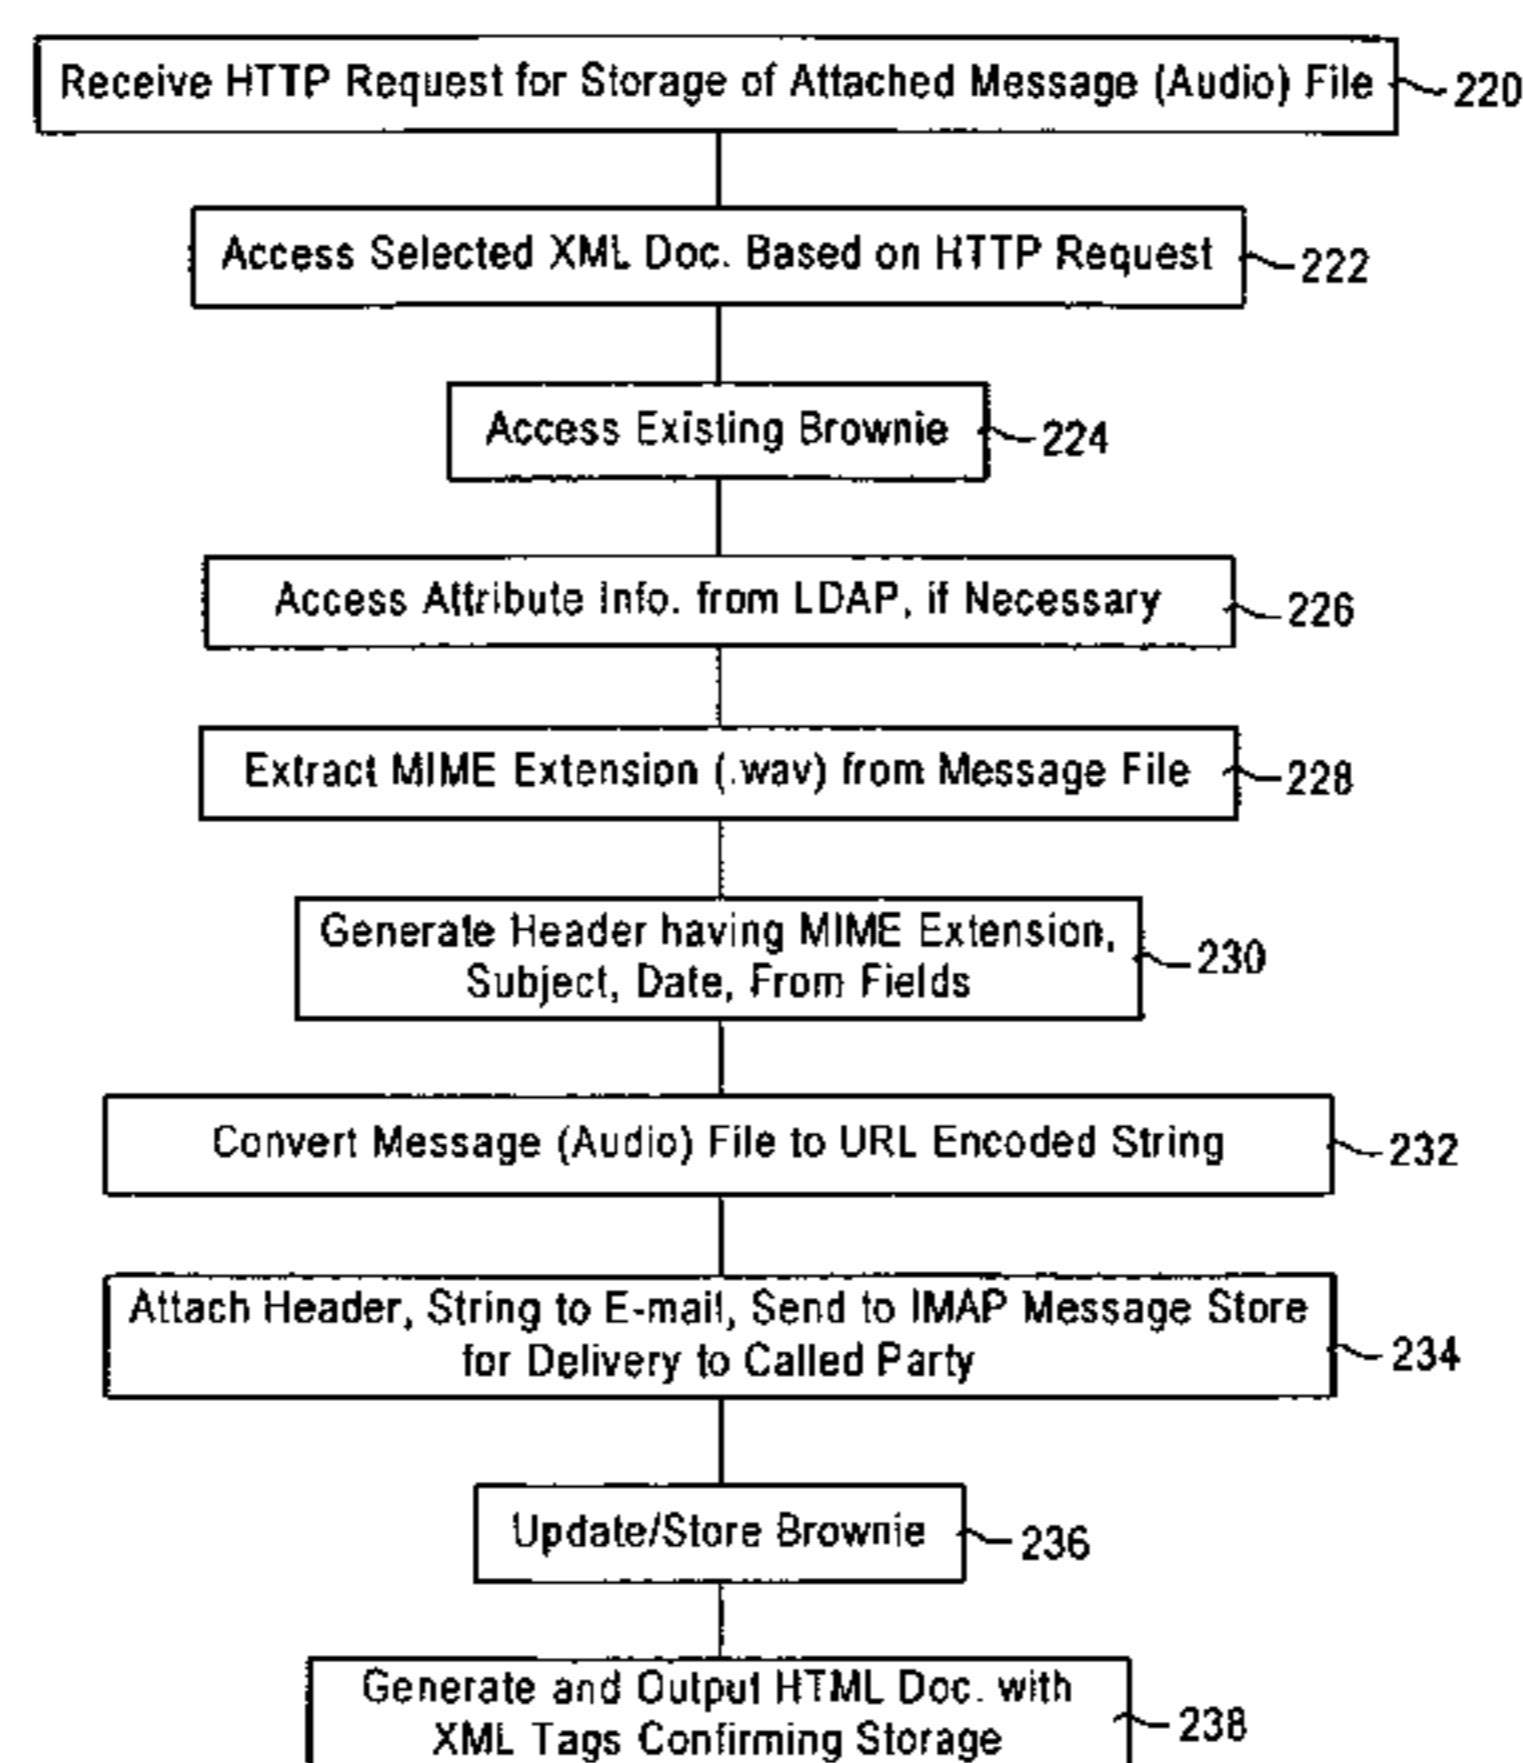 Receive HTTP Request for Storage of Attached Message (Audio) File
220
Access Selected XML Doc. Based on HTTP Request
222
Access Existing Brownie
224
Access Attribute Info. from LDAP, if Necessary
226
Extract MIME Extension (.wav) from Message File
228
Generate Header having MIME Extension,
Subject, Date, From Fields
230
Convert Message (Audio) File to URL Encoded String
232
Attach Header, String to E-mail, Send to IMAP Message Store
for Delivery to Called Party
234
Update/Store Brownie
236
Generate and Output HTML Doc. with
XML Tags Confirming Storage
238